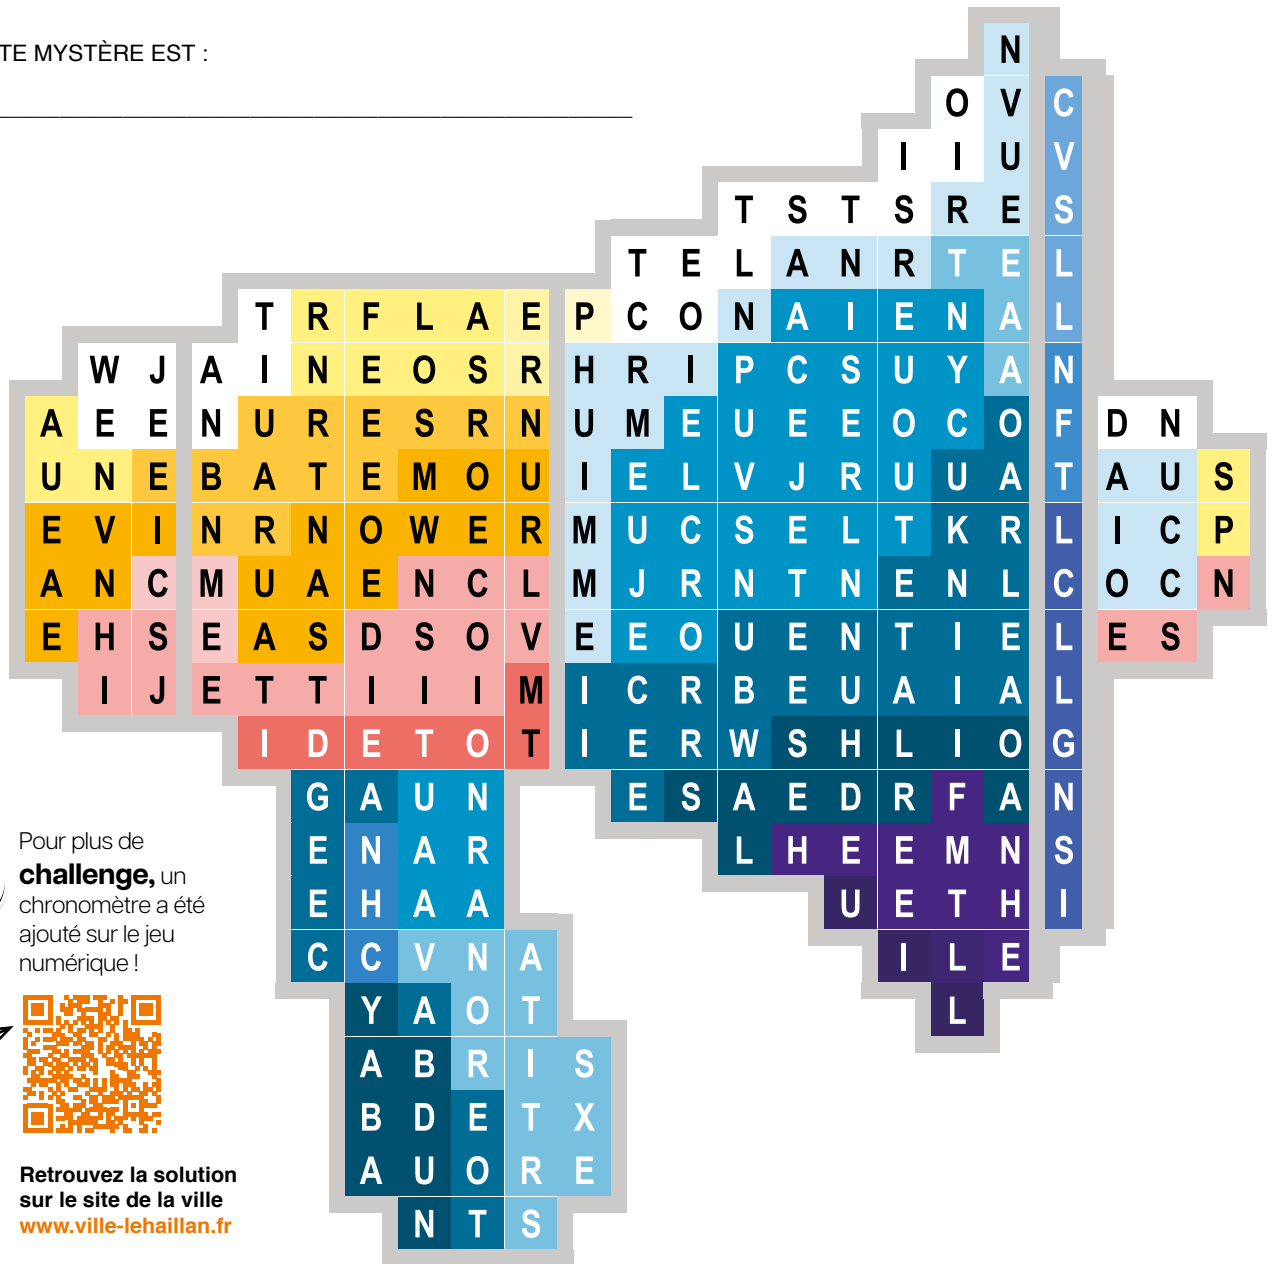 TE MYSTÈRE EST :
N
O V C
I I U V
T S T S R E S
T E L A N R T E L
T R F L A E P C O N A I E N A L
W J A I N E O S R H R I P C S U Y A N
A E E N U R E S R N U M E U E E O C O F D N
U N E B A T E M O U I E L V J R U U A T A U S
E V I N R N O W E R M U C S E L T K R L I C P
A N C M U A E N C L M J R N T N E N L C O C N
E H S E A S D S O V E E O U E N T I E L E S
I J E T T I I I M I C R B E U A I A L
I D E T O T I E R W S H L I O G
G A U N E S A E D R F A N
E N A R L H E E M N S
E H A A U E T H I
C C V N A I L E
Y A O T L
A B R I S
B D E T X
A U O R E
N T S
Pour plus de
challenge, un
chronomètre a été
ajouté sur le jeu
numérique !
Retrouvez la solution
sur le site de la ville
www.ville-lehaillan.fr